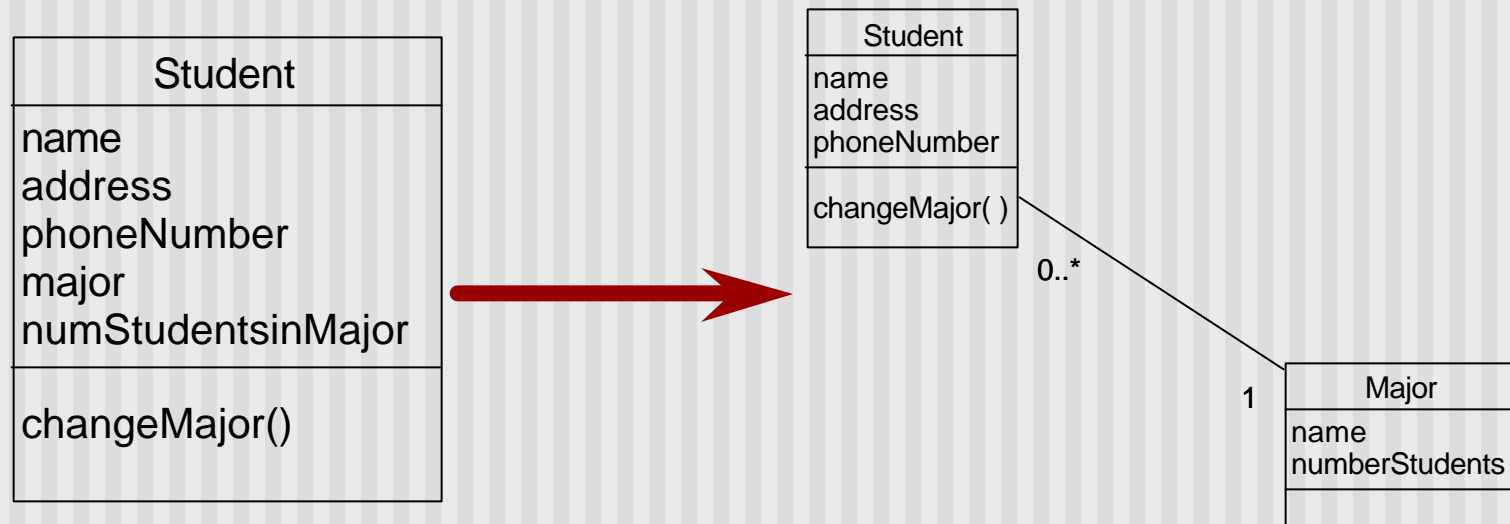 Student
name
address
phoneNumber
major
numStudentsinMajor
changeMajor()
Student
name
address
phoneNumber
changeMajor( )
0..*
1
Major
name
numberStudents